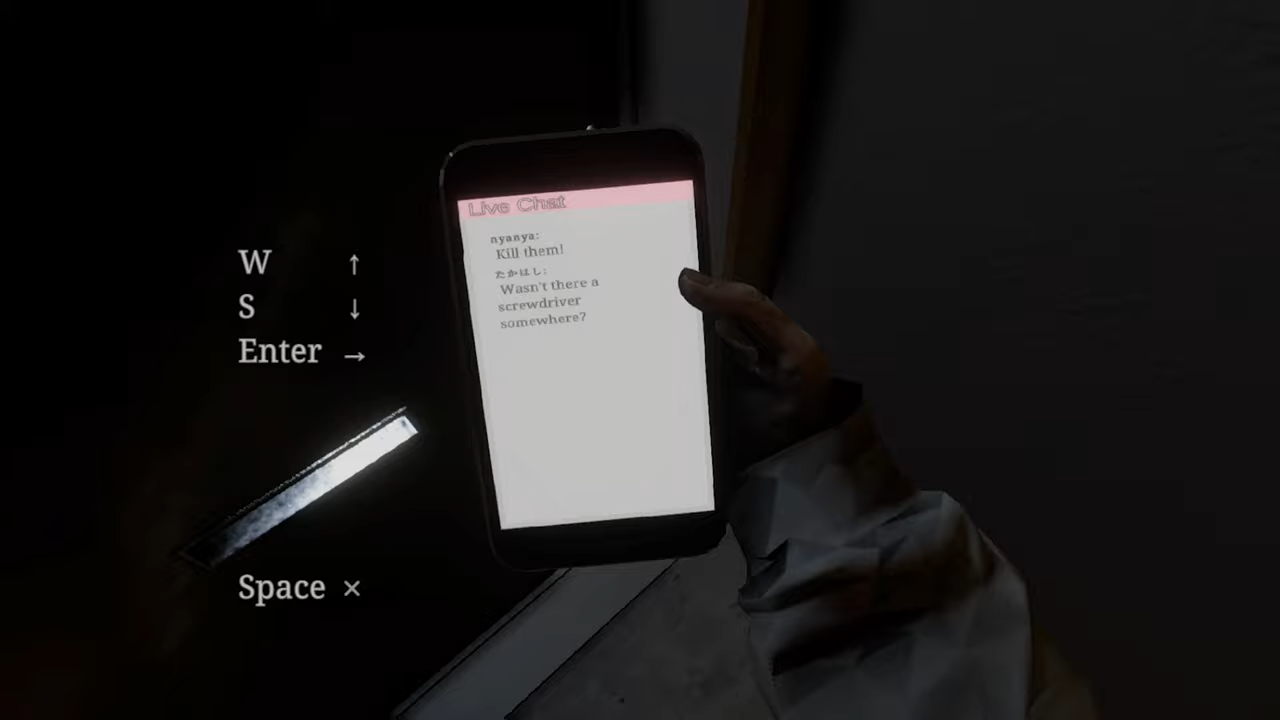 Live Chat
nyanya:
Kill them!
たかはし:
Wasn't there a
screwdriver
somewhere?
W ↑
S ↓
Enter →
Space ×